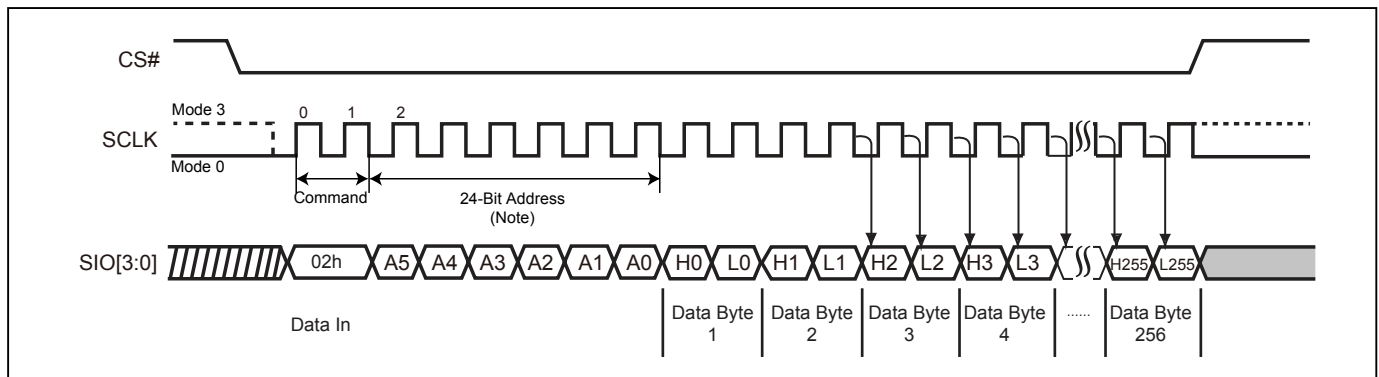 CS#
Mode 3
0 1 2
SCLK
Mode 0
Command
24-Bit Address
(Note)
SIO[3:0]
02h A5 A4 A3 A2 A1 A0 H0 L0 H1 L1 H2 L2 H3 L3 H255 L255
Data In
Data Byte 1
Data Byte 2
Data Byte 3
Data Byte 4
......
Data Byte 256